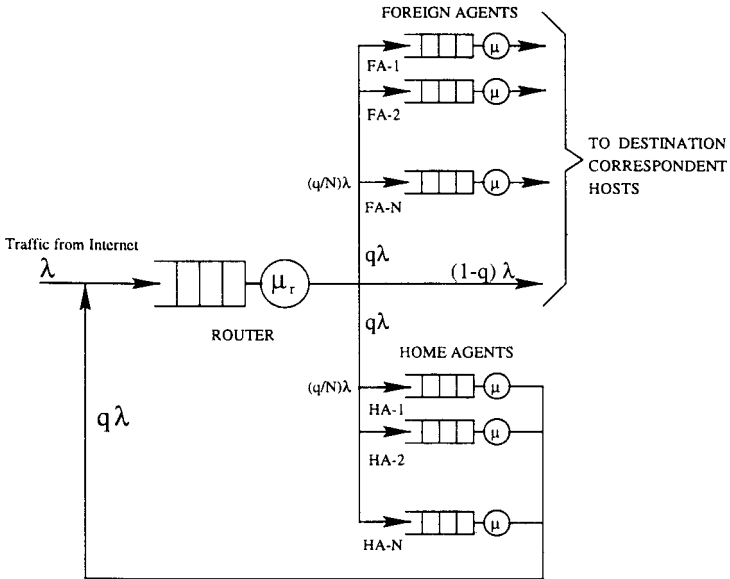 FOREIGN AGENTS
μ
FA-1
μ
FA-2
TO DESTINATION
CORRESPONDENT
HOSTS
(q/N)λ
μ
FA-N
Traffic from Internet
λ
qλ
(1-q) λ
μr
ROUTER
qλ
HOME AGENTS
(q/N)λ
μ
HA-1
qλ
μ
HA-2
μ
HA-N